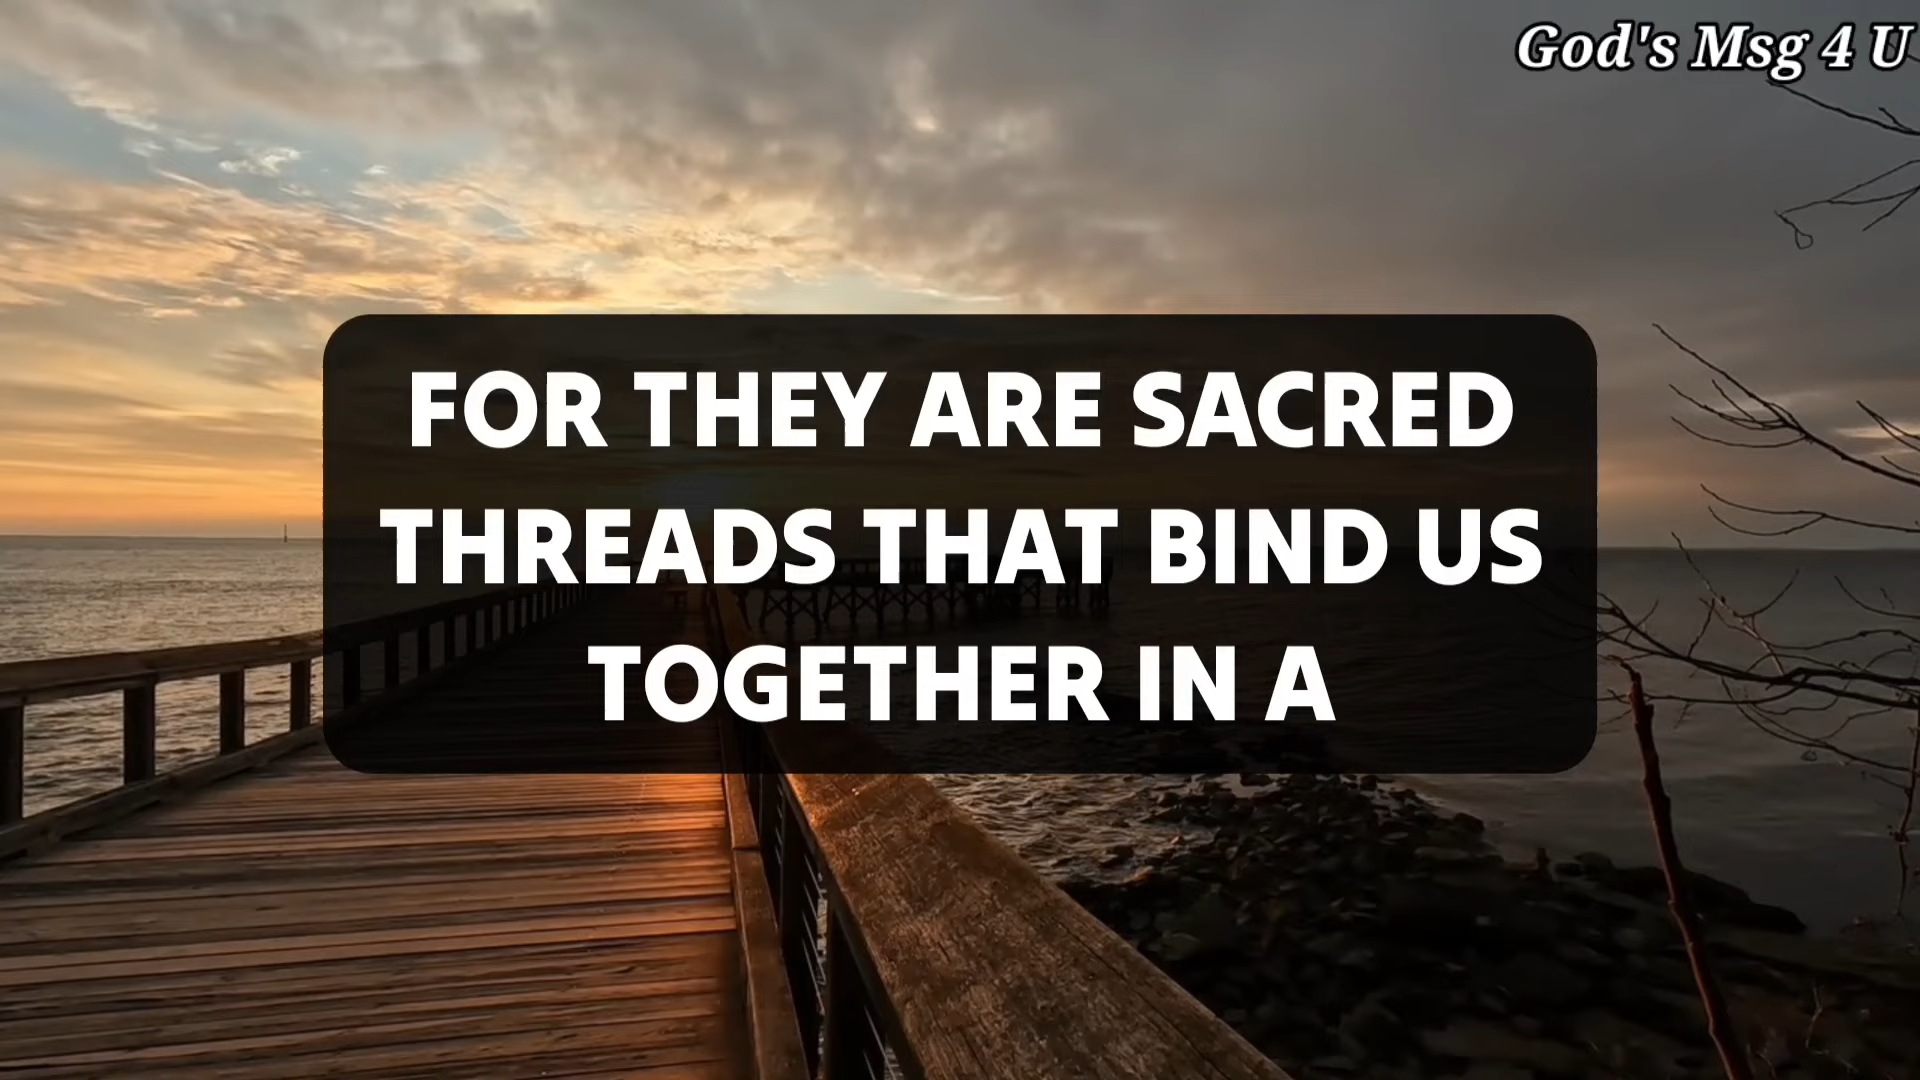 God's Msg 4 U
FOR THEY ARE SACRED
THREADS THAT BIND US
TOGETHER IN A